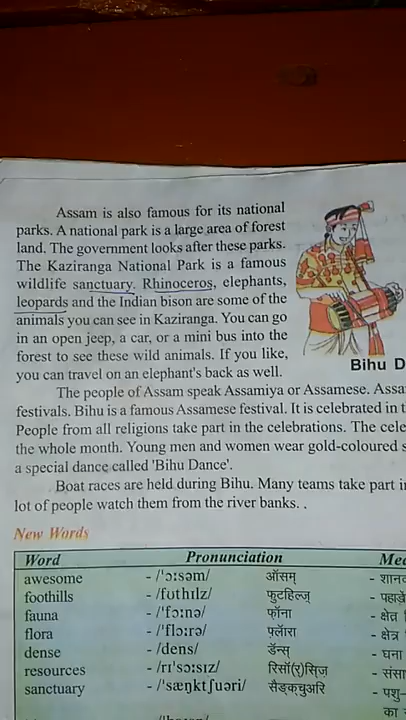 Assam is also famous for its national
parks. A national park is a large area of forest
land. The government looks after these parks.
The Kaziranga National Park is a famous
wildlife sanctuary. Rhinoceros, elephants,
leopards and the Indian bison are some of the
animals you can see in Kaziranga. You can go
in an open jeep, a car, or a mini bus into the
forest to see these wild animals. If you like,
you can travel on an elephant's back as well.
Bihu D
The people of Assam speak Assamiya or Assamese. Assa
festivals. Bihu is a famous Assamese festival. It is celebrated in t
People from all religions take part in the celebrations. The cele
the whole month. Young men and women wear gold-coloured s
a special dance called 'Bihu Dance'.
Boat races are held during Bihu. Many teams take part i
lot of people watch them from the river banks. .
New Words
Word Pronunciation Mea
awesome - /'ɔːsəm/ ऑसम् - शान
foothills - /fʊthɪlz/ फुटहिल्ज़् - पहाड़
fauna - /'fɔːnə/ फॉना - क्षेत्र
flora - /'flɔːrə/ फ्लॉरा - क्षेत्र
dense - /dens/ डॅन्स् - घना
resources - /rɪ'sɔːsɪz/ रिसॉ(र्)सिज़ - संसा
sanctuary - /'sæŋktʃuəri/ सैङ्क्चुअरि - पशु-
का